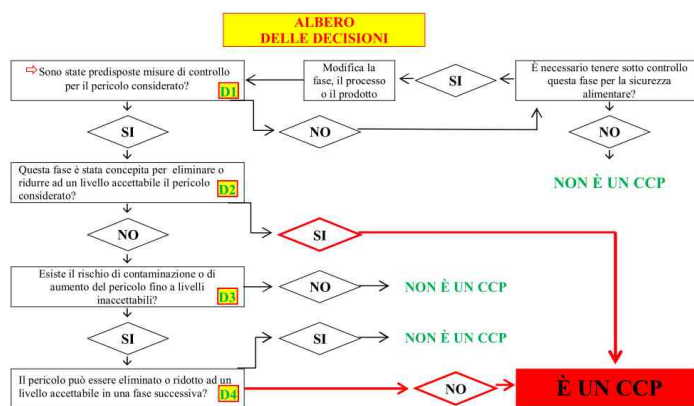 ALBERO
DELLE DECISIONI
⇨Sono state predisposte misure di controllo
per il pericolo considerato?
D1
Modifica la
fase, il processo
o il prodotto
SI
È necessario tenere sotto controllo
questa fase per la sicurezza
alimentare?
SI
NO
NO
NON È UN CCP
Questa fase è stata concepita per eliminare o
ridurre ad un livello accettabile il pericolo
considerato?
D2
NO
SI
Esiste il rischio di contaminazione o di
aumento del pericolo fino a livelli
inaccettabili?
D3
NO
NON È UN CCP
SI
SI
NON È UN CCP
Il pericolo può essere eliminato o ridotto ad un
livello accettabile in una fase successiva?
D4
NO
È UN CCP